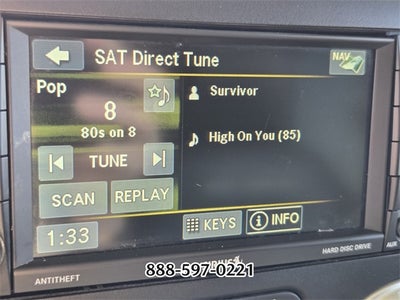 SAT Direct Tune
NAV
Pop
8
80s on 8
Survivor
High On You (85)
TUNE
SCAN REPLAY
1:33
KEYS
INFO
HARD DISC DRIVE
AUX
ANTITHEFT
888-597-0221